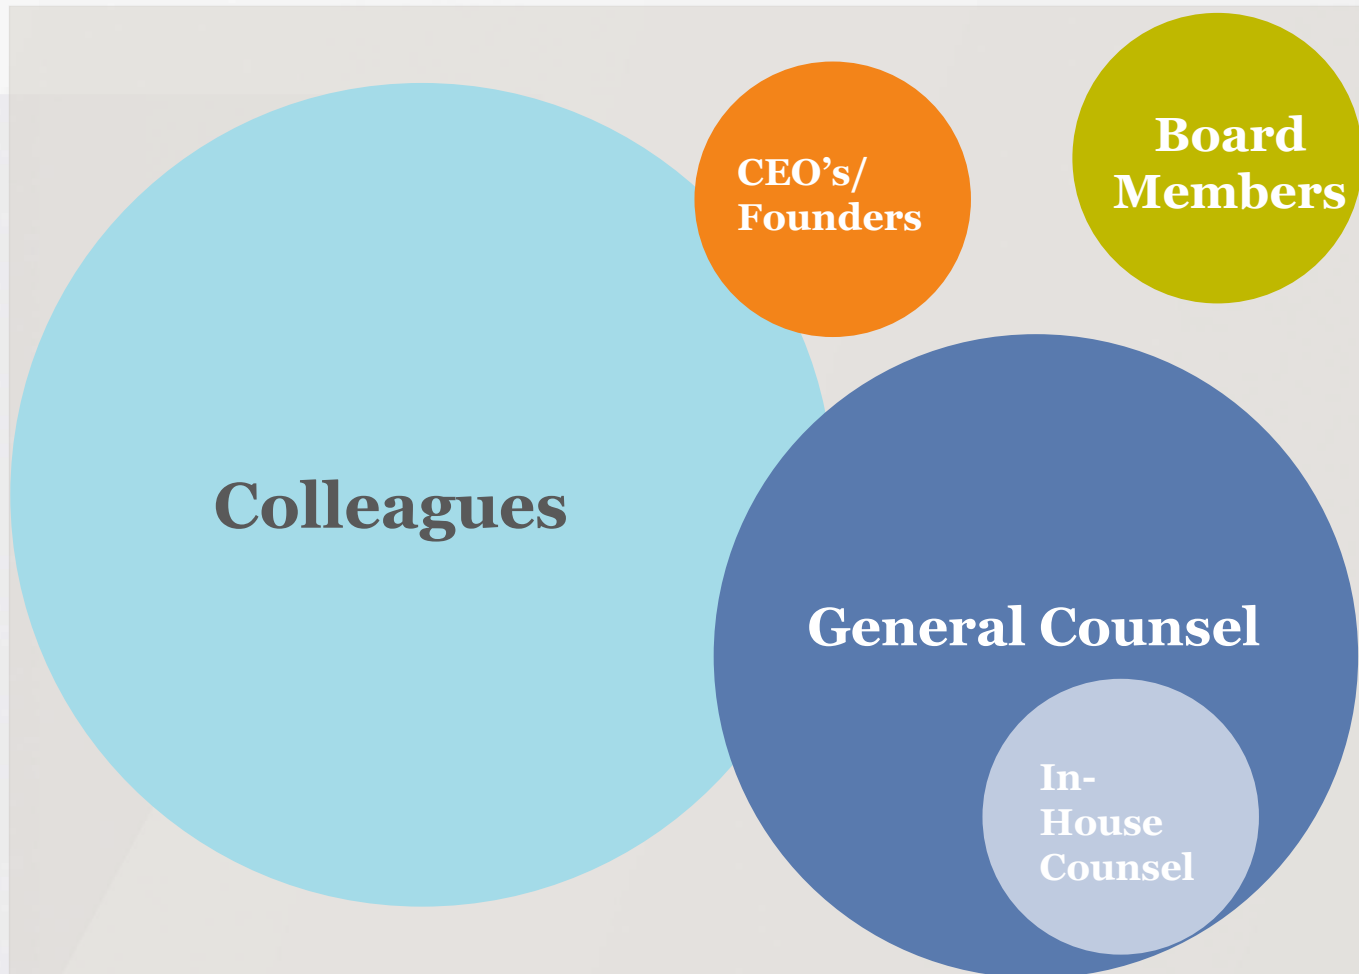 CEO’s/
Founders
Board
Members
Colleagues
General Counsel
In-
House
Counsel